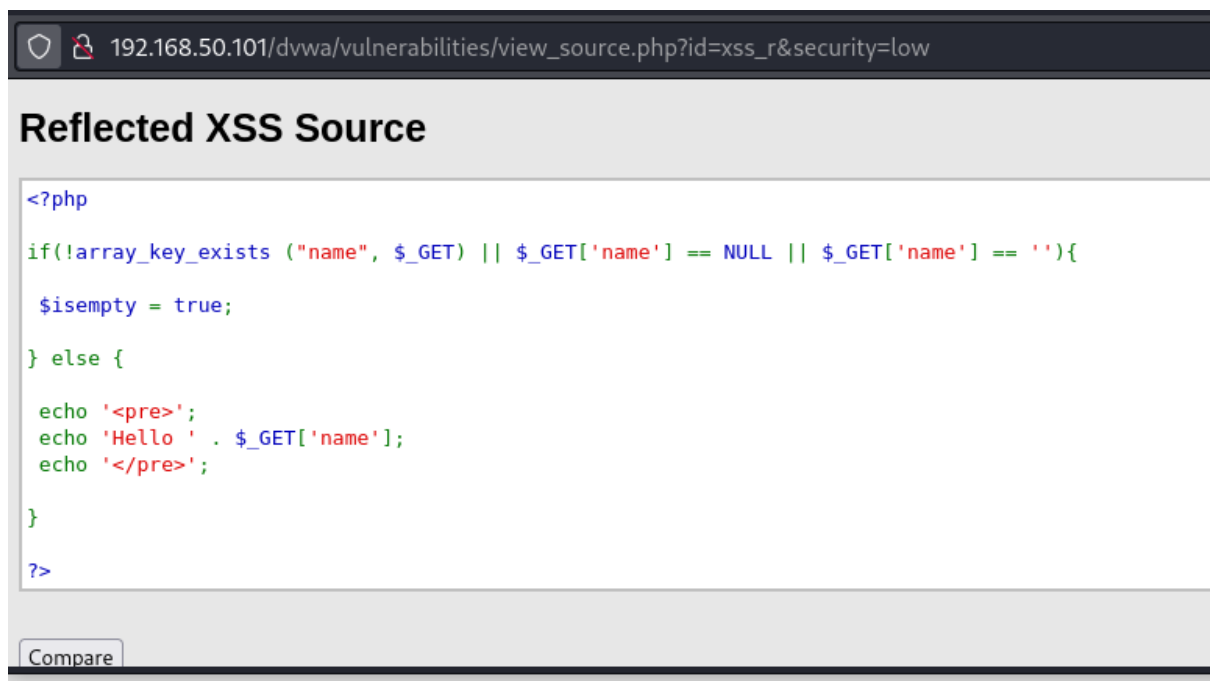 192.168.50.101/dvwa/vulnerabilities/view_source.php?id=xss_r&security=low
Reflected XSS Source
<?php
if(!array_key_exists ("name", $_GET) || $_GET['name'] == NULL || $_GET['name'] == ''){
$isempty = true;
} else {
echo '<pre>';
echo 'Hello ' . $_GET['name'];
echo '</pre>';
}
?>
Compare